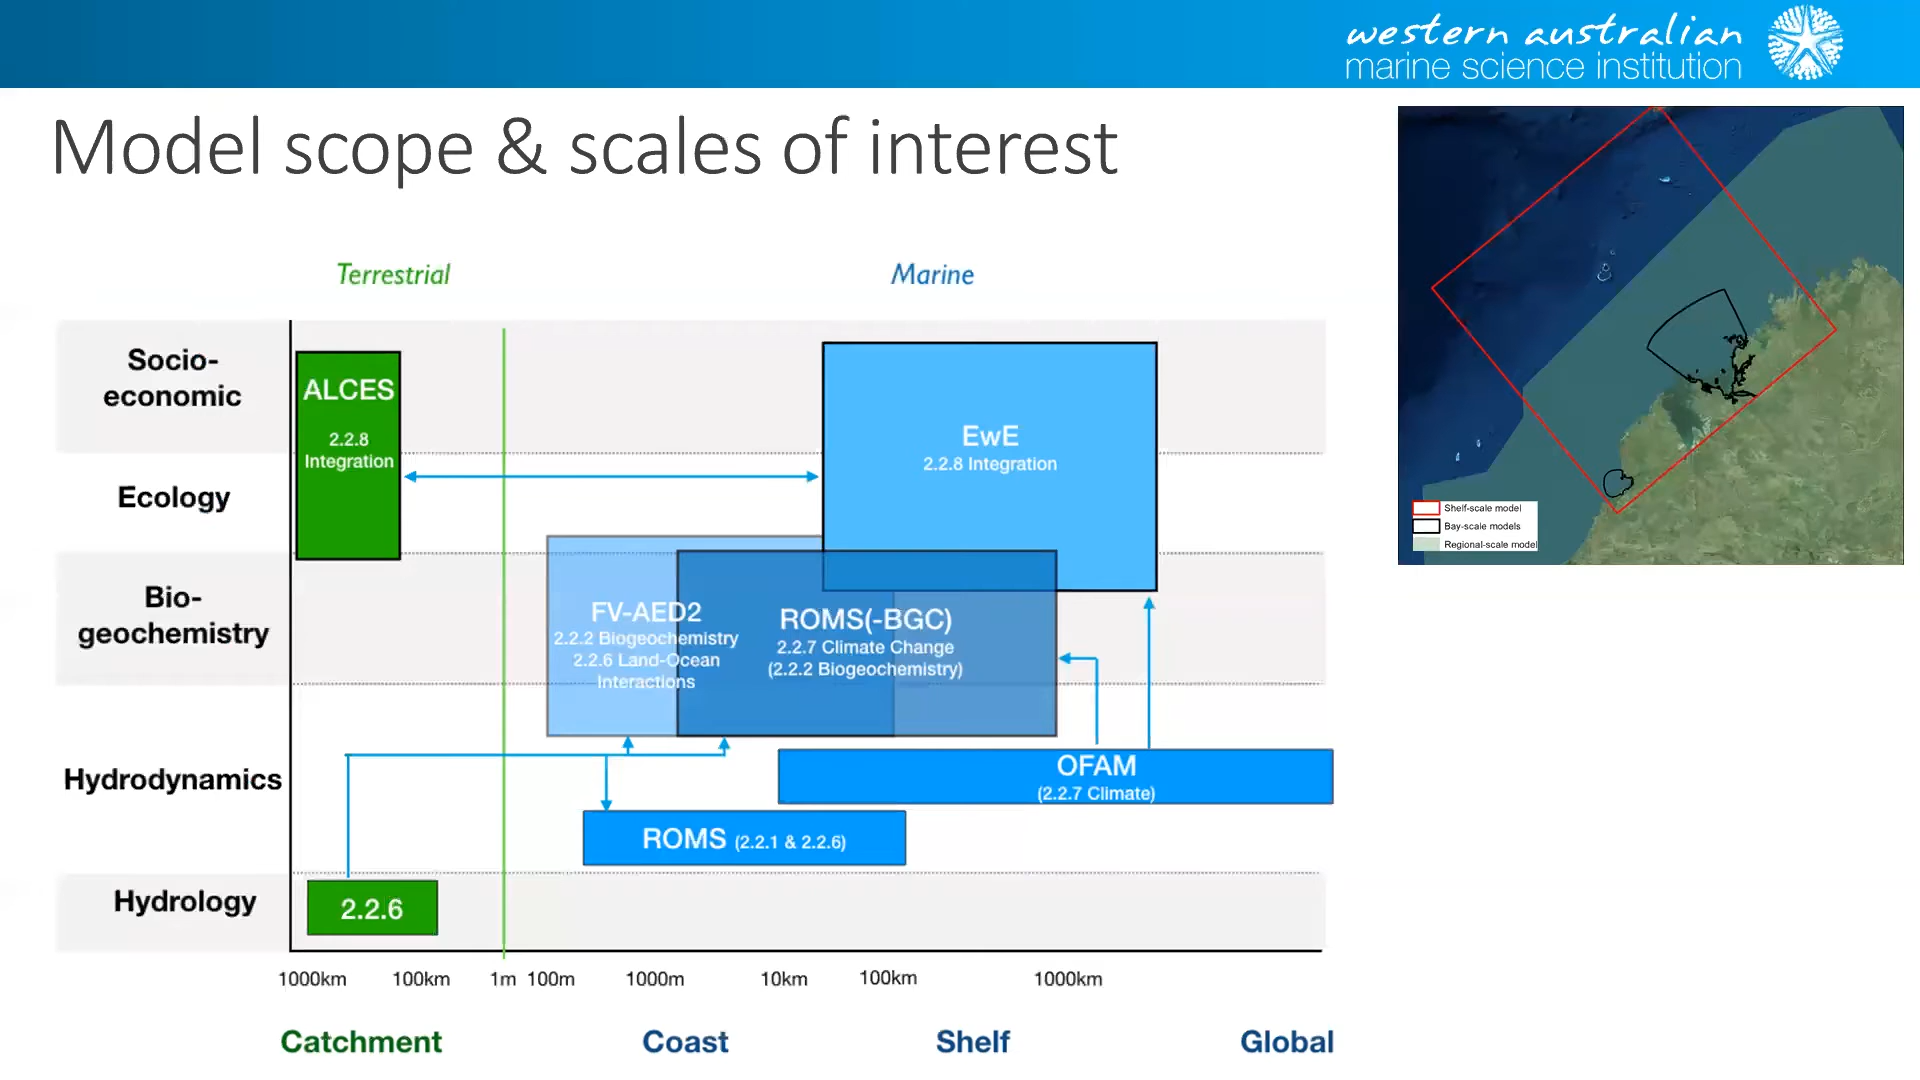 western australian
marine science institution
Model scope & scales of interest
Terrestrial
Marine
Socio-
economic
Ecology
Bio-
geochemistry
Hydrodynamics
Hydrology
ALCES
2.2.8
Integration
EwE
2.2.8 Integration
FV-AED2
2.2.2 Biogeochemistry
2.2.6 Land-Ocean
Interactions
ROMS(-BGC)
2.2.7 Climate Change
(2.2.2 Biogeochemistry)
OFAM
(2.2.7 Climate)
ROMS (2.2.1 & 2.2.6)
2.2.6
1000km 100km 1m 100m 1000m 10km 100km 1000km
Catchment Coast Shelf Global
Shelf-scale model
Bay-scale models
Regional-scale model